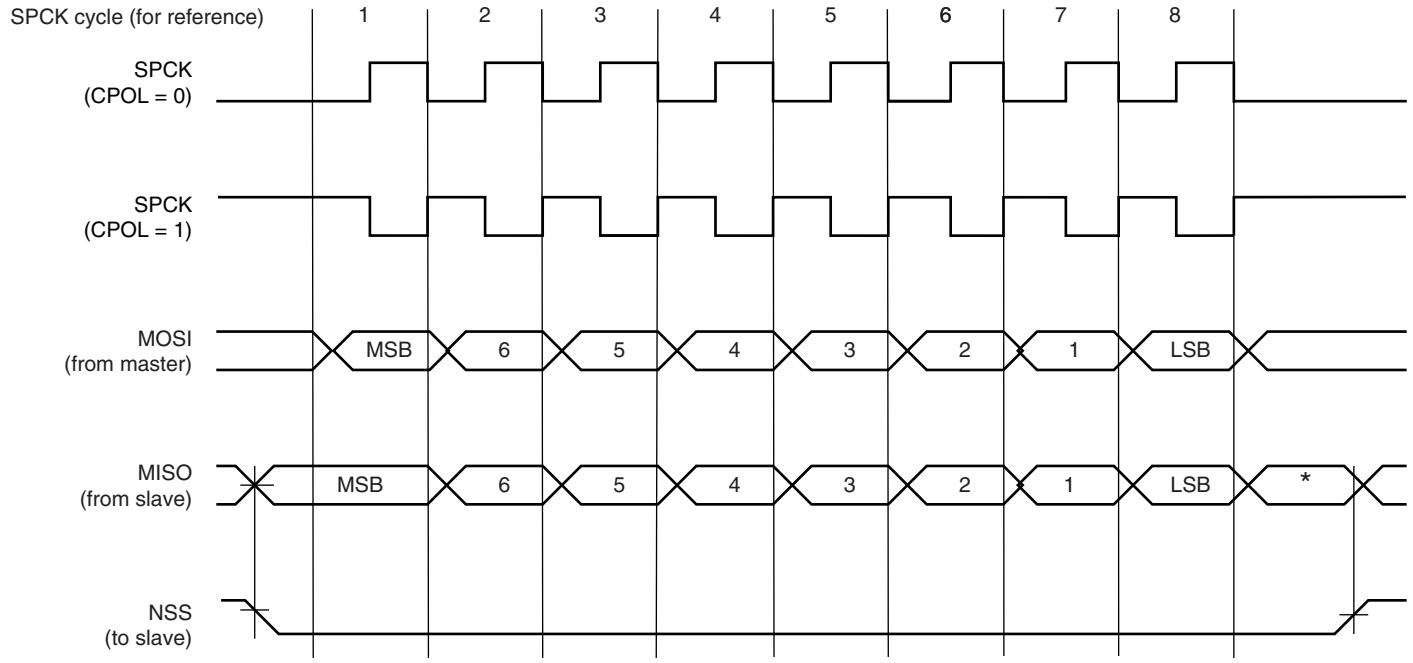 SPCK cycle (for reference) 1 2 3 4 5 6 7 8
SPCK
(CPOL = 0)
SPCK
(CPOL = 1)
MOSI
(from master)
MSB 6 5 4 3 2 1 LSB
MISO
(from slave)
MSB 6 5 4 3 2 1 LSB *
NSS
(to slave)